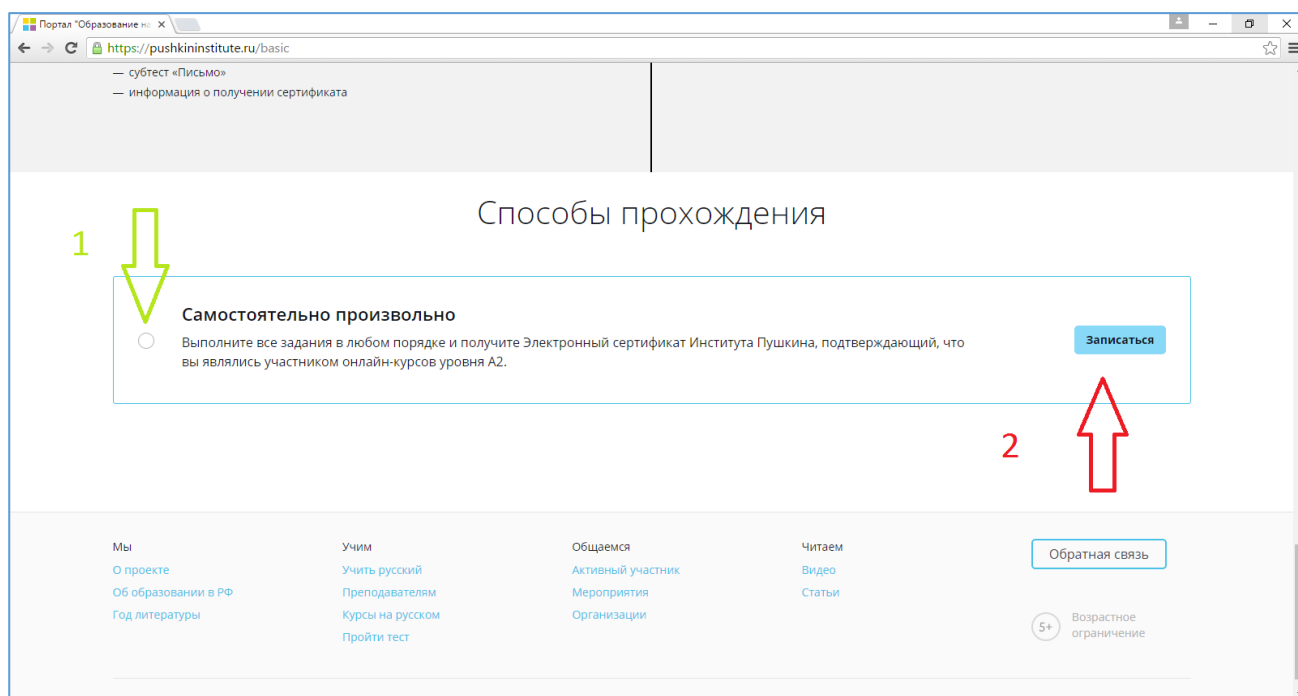 Портал "Образование на
https://pushkininstitute.ru/basic
— субтест «Письмо»
— информация о получении сертификата
Способы прохождения
1
Самостоятельно произвольно
Выполните все задания в любом порядке и получите Электронный сертификат Института Пушкина, подтверждающий, что
вы являлись участником онлайн-курсов уровня А2.
Записаться
2
Мы
О проекте
Об образовании в РФ
Год литературы
Учим
Учить русский
Преподавателям
Курсы на русском
Пройти тест
Общаемся
Активный участник
Мероприятия
Организации
Читаем
Видео
Статьи
Обратная связь
5+
Возрастное
ограничение